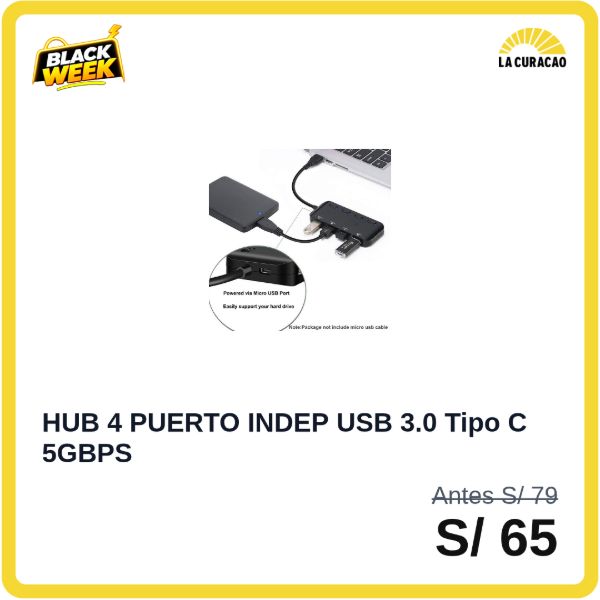 BLACK
WEEK
LA CURACAO
Powered via Micro USB Port
Easily support your hard drive
Note:Package not include micro usb cable
HUB 4 PUERTO INDEP USB 3.0 Tipo C
5GBPS
Antes S/ 79
S/ 65